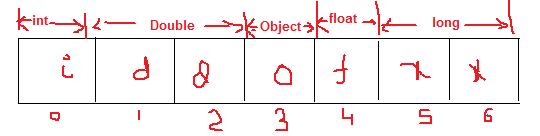 int Double Object float long
i d d o f x x
0 1 2 3 4 5 6